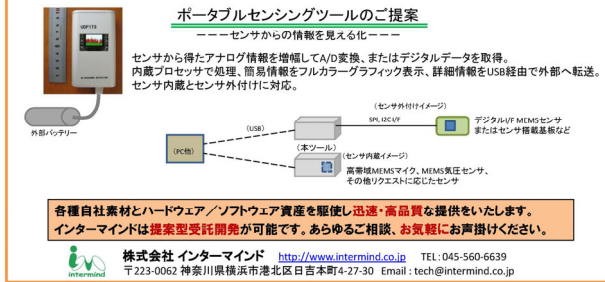 ポータブルセンシングツールのご提案
ーーーセンサからの情報を見える化ーーー
センサから得たアナログ情報を増幅してA/D変換、またはデジタルデータを取得。
内蔵プロセッサで処理、簡易情報をフルカラーグラフィック表示、詳細情報をUSB経由で外部へ転送。
センサ内蔵とセンサ外付けに対応。
外部バッテリー
(センサ外付けイメージ)
(USB)
SPI, I2C I/F
デジタルI/F MEMSセンサ
またはセンサ搭載基板など
(PC他)
(本ツール)
(センサ内蔵イメージ)
高帯域MEMSマイク、MEMS気圧センサ、
その他リクエストに応じたセンサ
各種自社素材とハードウェア/ソフトウェア資産を駆使し迅速・高品質な提供をいたします。
インターマインドは提案型受託開発が可能です。あらゆるご相談、お気軽にお声掛けください。
intermind
株式会社 インターマインド http://www.intermind.co.jp TEL:045-560-6639
〒223-0062 神奈川県横浜市港北区日吉本町4-27-30 Email : tech@intermind.co.jp